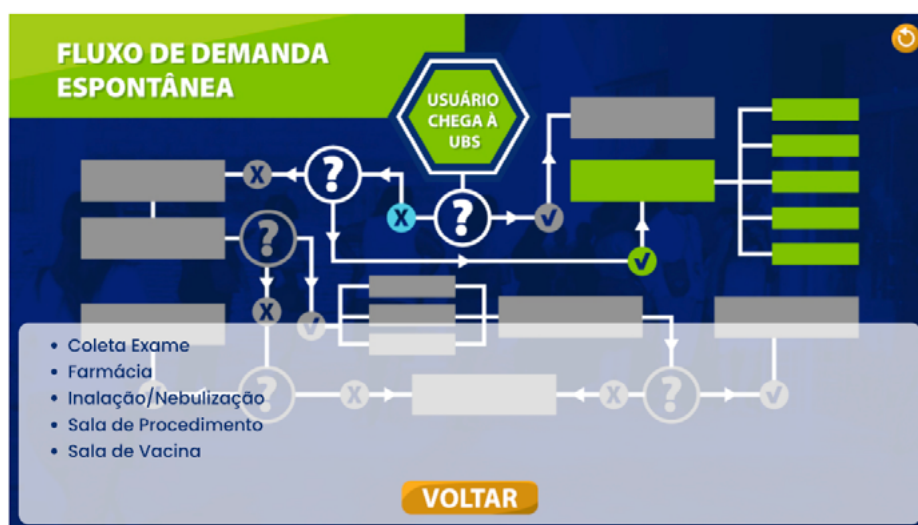 FLUXO DE DEMANDA
ESPONTÂNEA
USUÁRIO
CHEGA À
UBS
?
X
?
X
?
✓
?
✓
X
✓
✓
?
X
X
?
✓
• Coleta Exame
• Farmácia
• Inalação/Nebulização
• Sala de Procedimento
• Sala de Vacina
VOLTAR